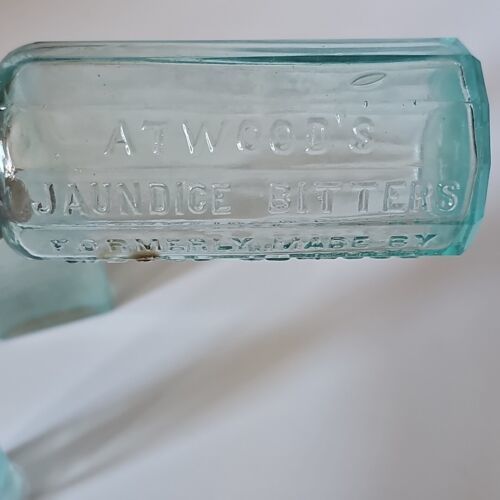 ATWOOD'S
JAUNDICE BITTERS
FORMERLY MADE BY